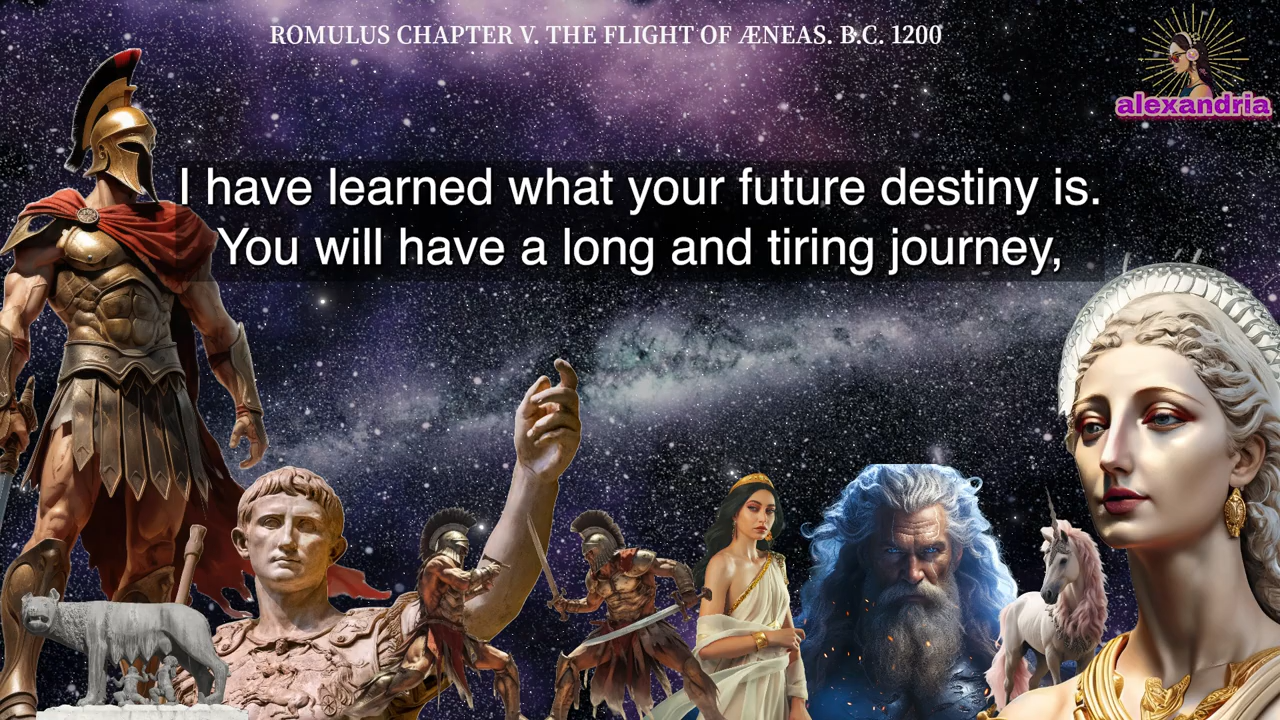 ROMULUS CHAPTER V. THE FLIGHT OF ÆNEAS. B.C. 1200
alexandria
I have learned what your future destiny is.
You will have a long and tiring journey,